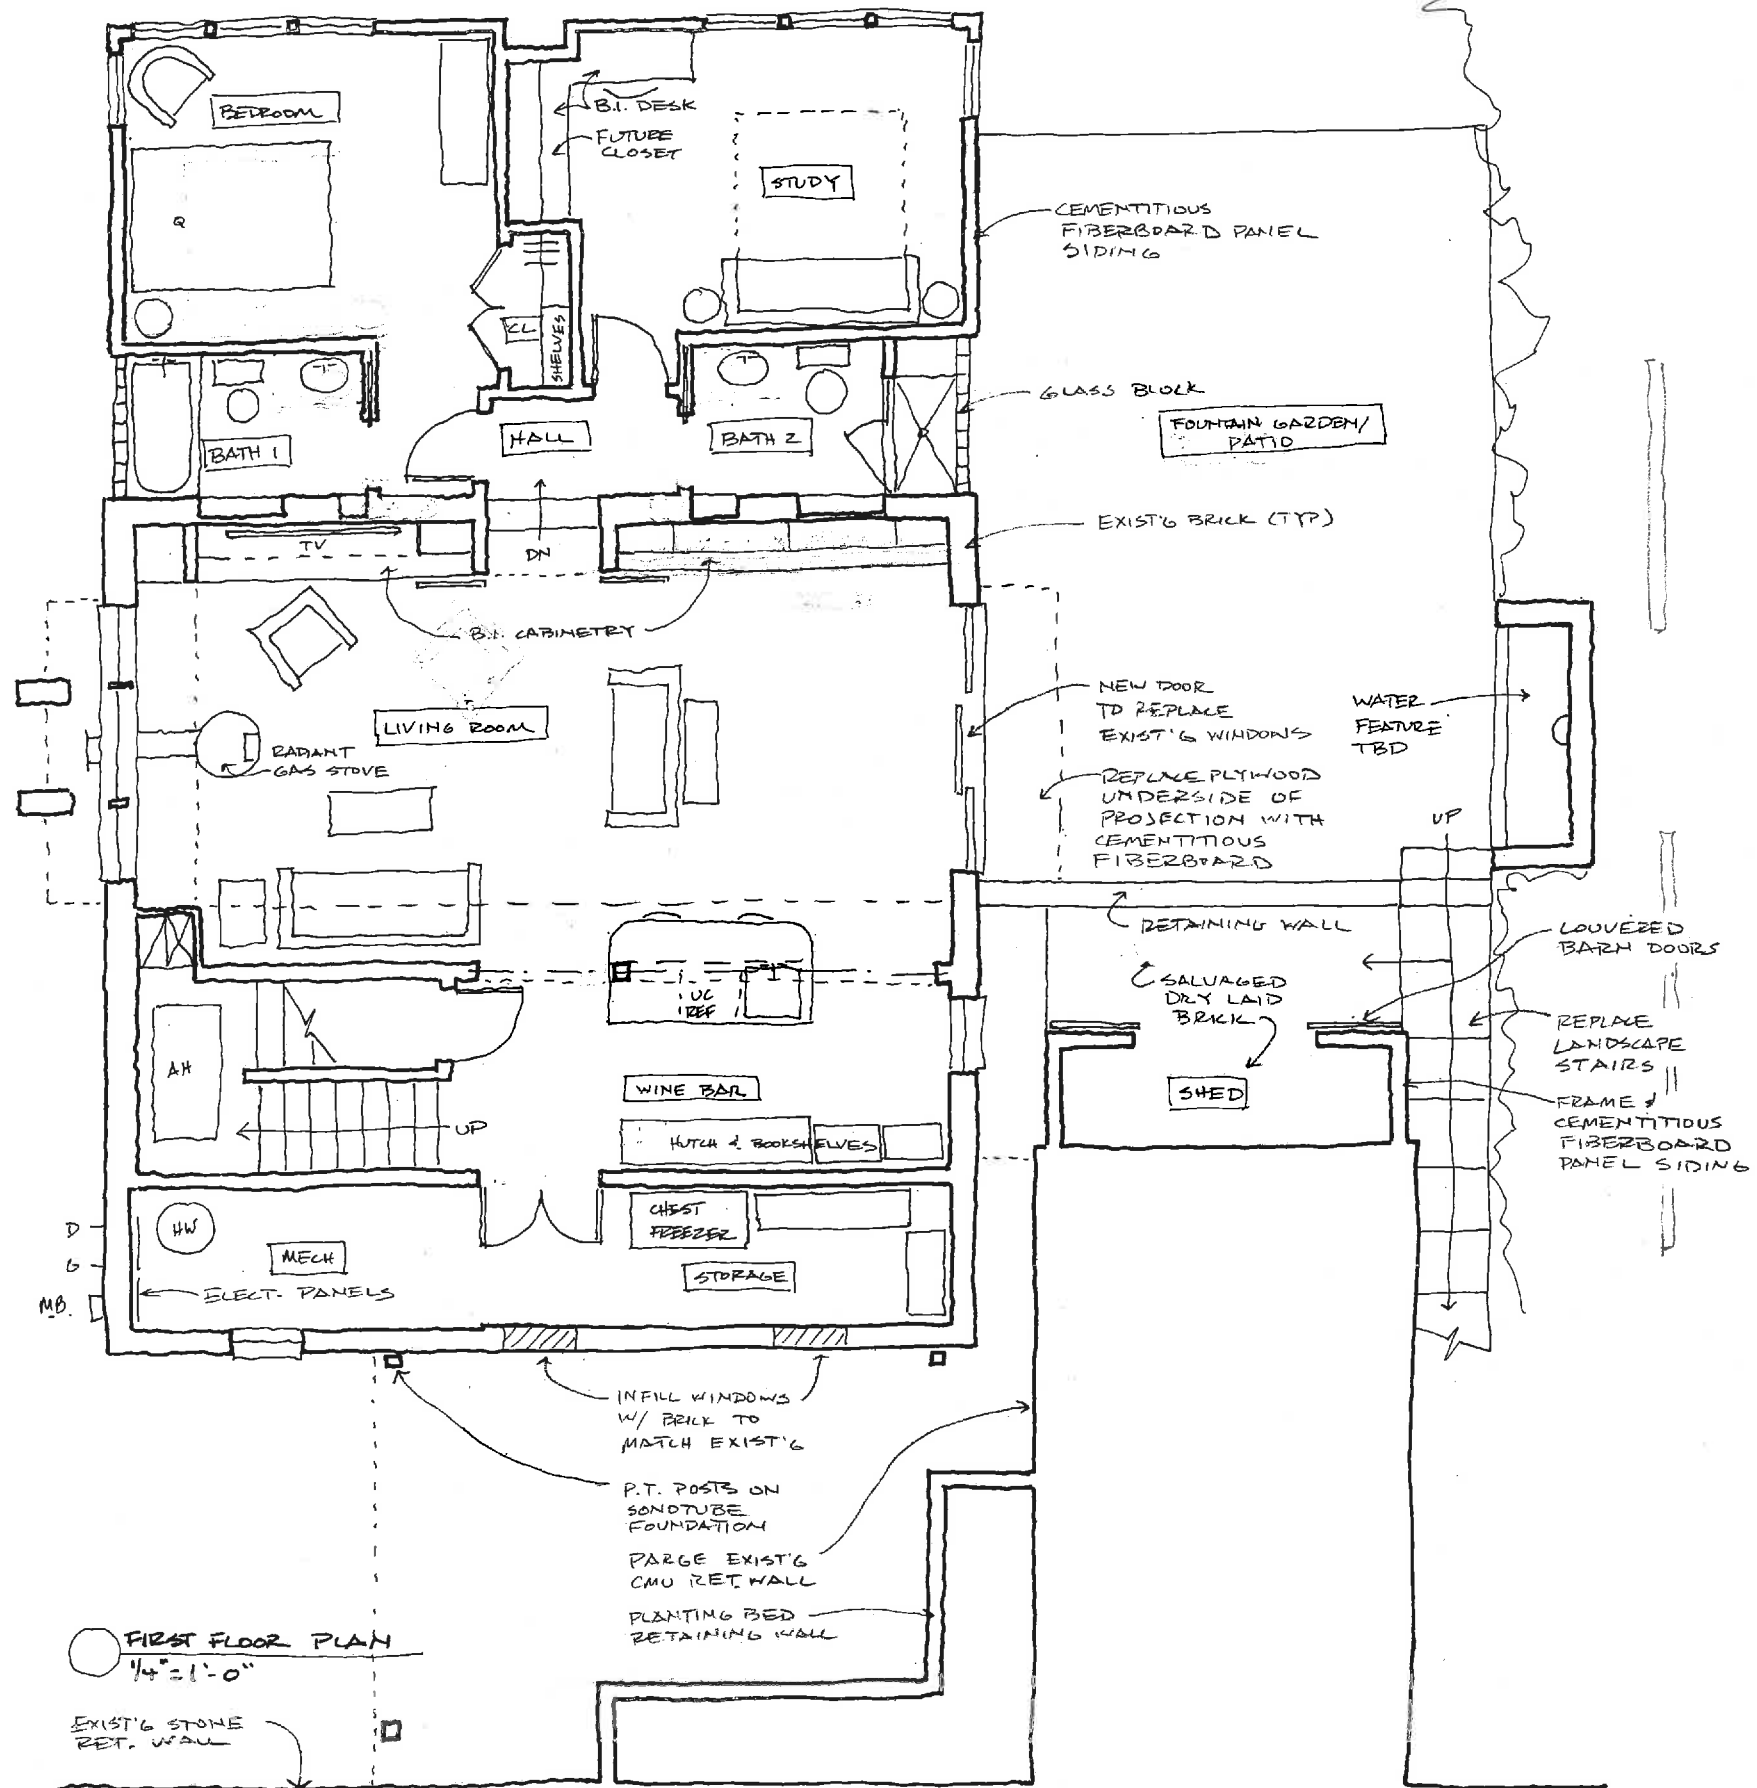 BEDROOM
B.I. DESK
FUTURE
CLOSET
STUDY
Q
CEMENTITIOUS
FIBERBOARD PANEL
SIDING
CL
SHELVES
GLASS BLOCK
FOUNTAIN GARDEN/
PATIO
BATH 1
HALL
BATH 2
EXIST'G BRICK (TYP)
TV
DN
B.I. CABINETRY
LIVING ROOM
RADIANT
GAS STOVE
NEW DOOR
TO REPLACE
EXIST'G WINDOWS
WATER
FEATURE
TBD
REPLACE PLYWOOD
UNDERSIDE OF
PROJECTION WITH
CEMENTITIOUS
FIBERBOARD
UP
RETAINING WALL
LOUVERED
BARN DOORS
SALVAGED
DRY LAID
BRICK
UC
REF
REPLACE
LANDSCAPE
STAIRS
AH
WINE BAR
SHED
FRAME &
CEMENTITIOUS
FIBERBOARD
PANEL SIDING
UP
HUTCH & BOOKSHELVES
D
G
M.B.
HW
MECH
ELECT. PANELS
CHEST
FREEZER
STORAGE
INFILL WINDOWS
W/ BRICK TO
MATCH EXIST'G
P.T. POSTS ON
SONOTUBE
FOUNDATION
PARGE EXIST'G
CMU RET. WALL
PLANTING BED
RETAINING WALL
FIRST FLOOR PLAN
1/4" = 1'-0"
EXIST'G STONE
RET. WALL